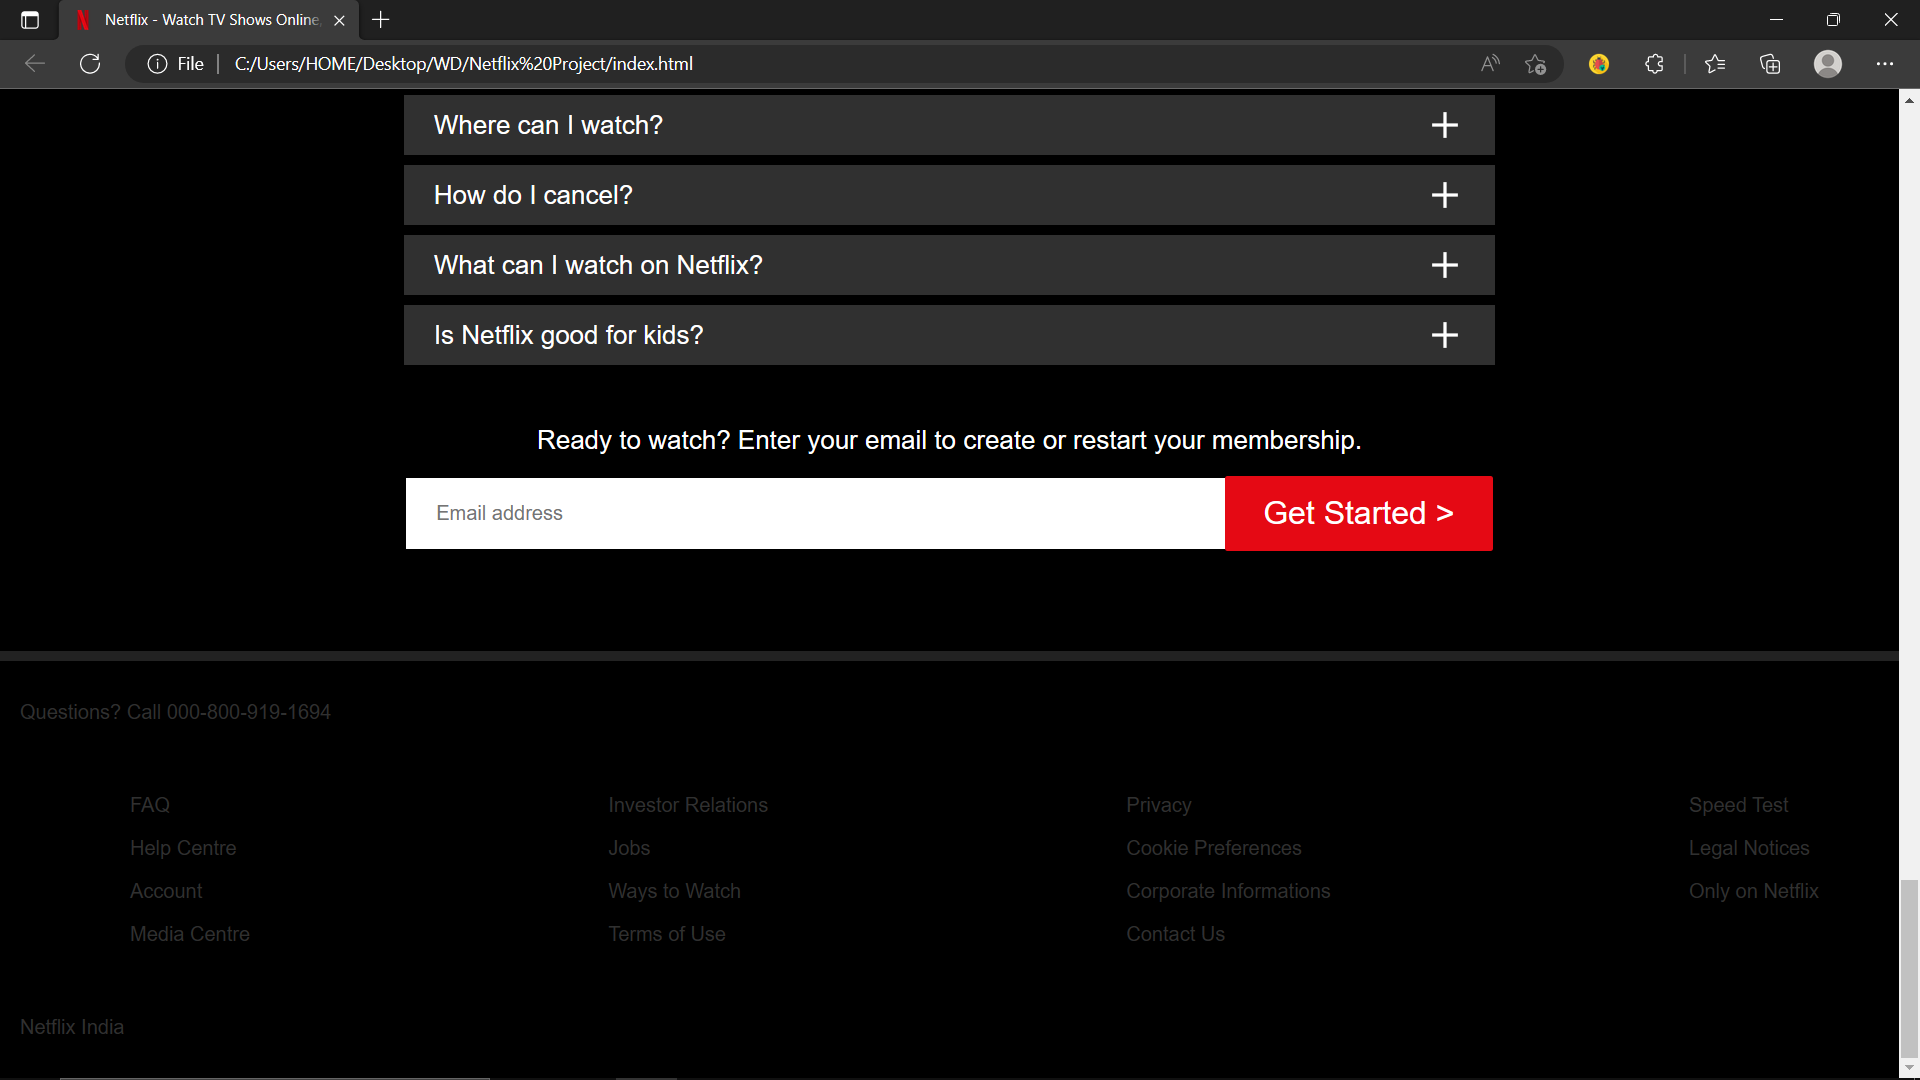 Netflix - Watch TV Shows Online,
File
C:/Users/HOME/Desktop/WD/Netflix%20Project/index.html
Where can I watch?
How do I cancel?
What can I watch on Netflix?
Is Netflix good for kids?
Ready to watch? Enter your email to create or restart your membership.
Email address
Get Started >
Questions? Call 000-800-919-1694
FAQ Investor Relations Privacy Speed Test
Help Centre Jobs Cookie Preferences Legal Notices
Account Ways to Watch Corporate Informations Only on Netflix
Media Centre Terms of Use Contact Us
Netflix India